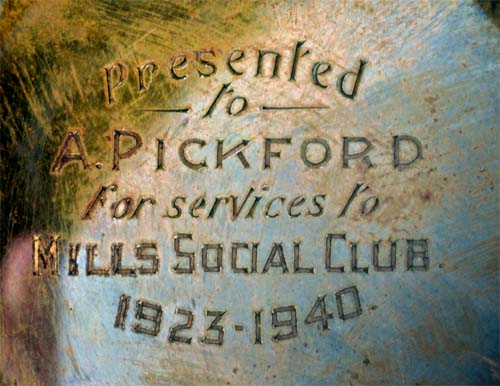 presented
to
A. PICKFORD
for services to
MILLS SOCIAL CLUB.
1923-1940.